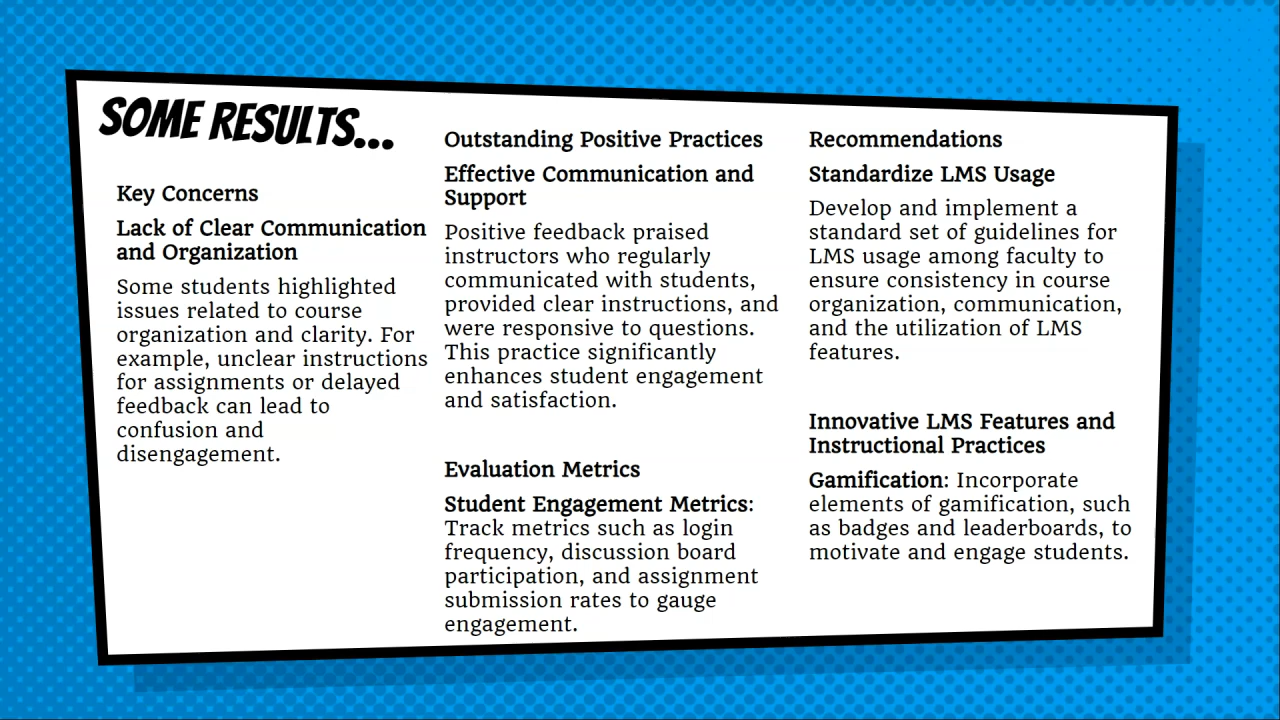 SOME RESULTS...
Key Concerns
Lack of Clear Communication
and Organization
Some students highlighted
issues related to course
organization and clarity. For
example, unclear instructions
for assignments or delayed
feedback can lead to
confusion and
disengagement.
Outstanding Positive Practices
Effective Communication and
Support
Positive feedback praised
instructors who regularly
communicated with students,
provided clear instructions, and
were responsive to questions.
This practice significantly
enhances student engagement
and satisfaction.
Evaluation Metrics
Student Engagement Metrics:
Track metrics such as login
frequency, discussion board
participation, and assignment
submission rates to gauge
engagement.
Recommendations
Standardize LMS Usage
Develop and implement a
standard set of guidelines for
LMS usage among faculty to
ensure consistency in course
organization, communication,
and the utilization of LMS
features.
Innovative LMS Features and
Instructional Practices
Gamification: Incorporate
elements of gamification, such
as badges and leaderboards, to
motivate and engage students.